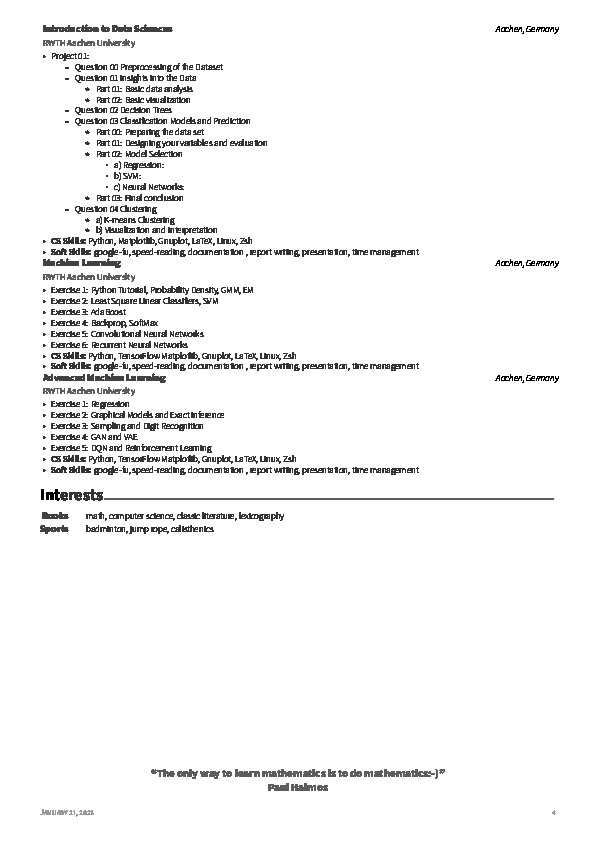 Introduction to Data Sciences Aachen, Germany
RWTH Aachen University
• Project 01:
– Question 00 Preprocessing of the Dataset
– Question 01 Insights into the Data
* Part 01: Basic data analysis
* Part 02: Basic visualization
– Question 02 Decision Trees
– Question 03 Classification Models and Prediction
* Part 00: Preparing the data set
* Part 01: Designing your variables and evaluation
* Part 02: Model Selection
· a) Regression:
· b) SVM:
· c) Neural Networks:
* Part 03: Final conclusion
– Question 04 Clustering
* a) K-means Clustering
* b) Visualization and interpretation
• CS Skills: Python, Matplotlib, Gnuplot, LaTeX, Linux, Zsh
• Soft Skills: google-fu, speed-reading, documentation , report writing, presentation, time management
Machine Learning Aachen, Germany
RWTH Aachen University
• Exercise 1: Python Tutorial, Probability Density, GMM, EM
• Exercise 2: Least Square Linear Classifiers, SVM
• Exercise 3: AdaBoost
• Exercise 4: Backprop, SoftMax
• Exercise 5: Convolutional Neural Networks
• Exercise 6: Recurrent Neural Networks
• CS Skills: Python, TensorFlow Matplotlib, Gnuplot, LaTeX, Linux, Zsh
• Soft Skills: google-fu, speed-reading, documentation , report writing, presentation, time management
Advanced Machine Learning Aachen, Germany
RWTH Aachen University
• Exercise 1: Regression
• Exercise 2: Graphical Models and Exact Inference
• Exercise 3: Sampling and Digit Recognition
• Exercise 4: GAN and VAE
• Exercise 5: DQN and Reinforcement Learning
• CS Skills: Python, TensorFlow Matplotlib, Gnuplot, LaTeX, Linux, Zsh
• Soft Skills: google-fu, speed-reading, documentation , report writing, presentation, time management
Interests
Books math, computer science, classic literature, lexicography
Sports badminton, jump rope, calisthenics
“The only way to learn mathematics is to do mathematics:-)”
Paul Halmos
JANUARY 21, 2021 4